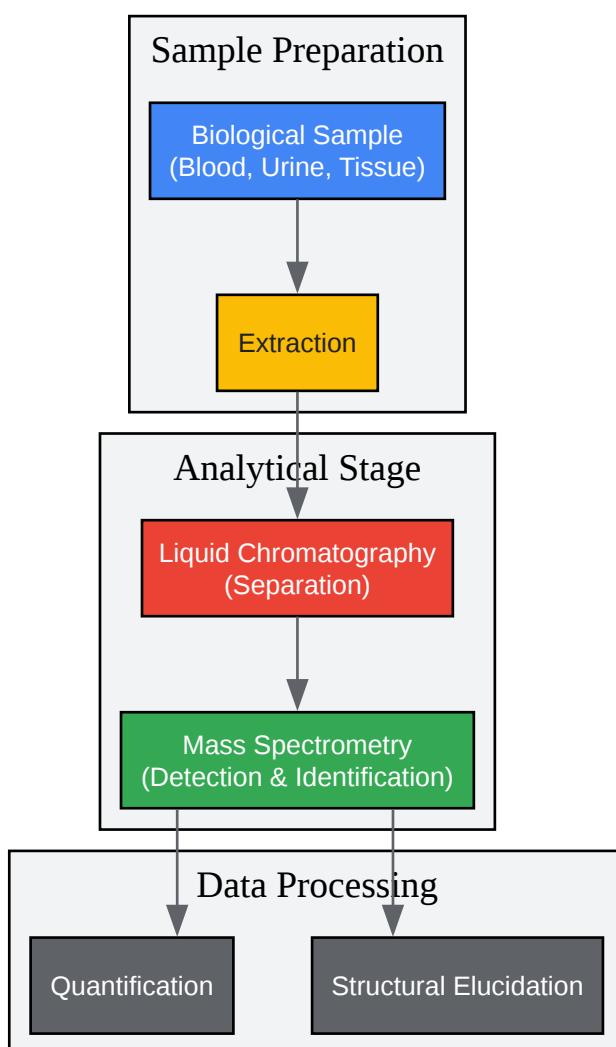 Sample Preparation
Biological Sample
(Blood, Urine, Tissue)
Extraction
Analytical Stage
Liquid Chromatography
(Separation)
Mass Spectrometry
(Detection & Identification)
Data Processing
Quantification
Structural Elucidation